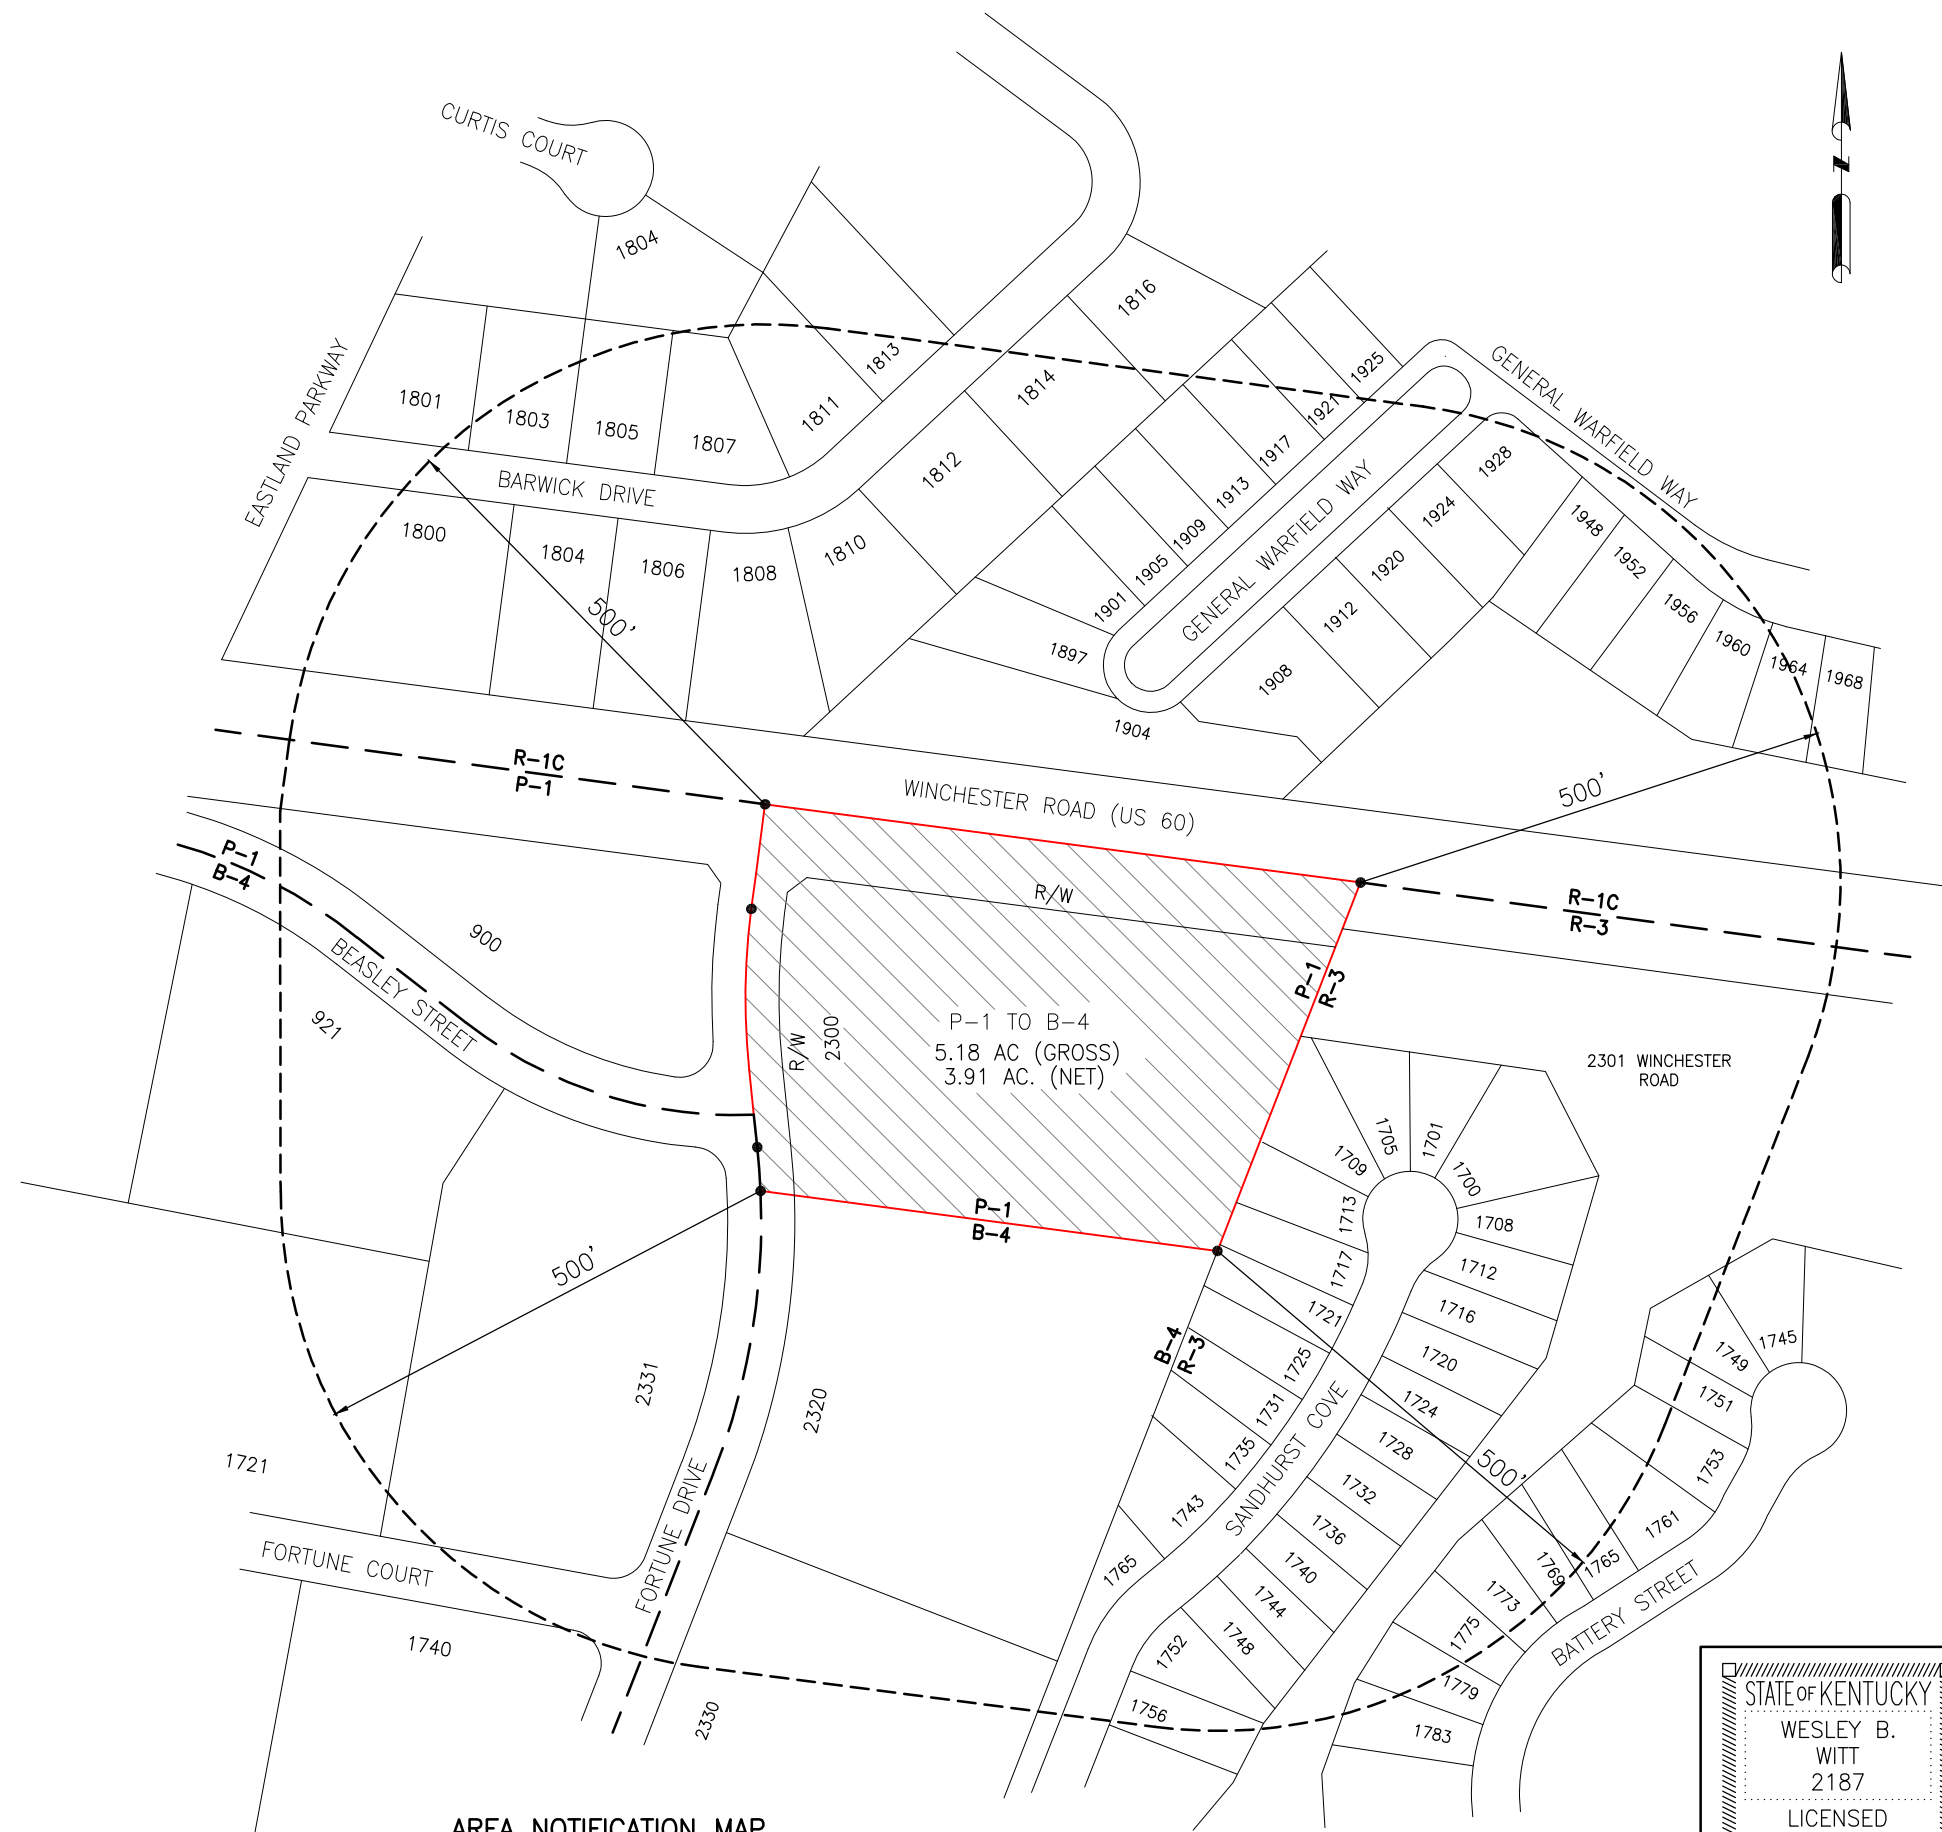 CURTIS COURT
1804
EASTLAND PARKWAY
1801
1803
1805
1807
1811
1813
BARWICK DRIVE
1800
1804
1806
1808
1810
1812
1814
1816
1925
1921
1917
1913
1909
1905
1901
1897
1904
GENERAL WARFIELD WAY
GENERAL WARFIELD WAY
1908
1912
1920
1924
1928
1948
1952
1956
1960
1964
1968
N
500'
500'
R-1C
P-1
WINCHESTER ROAD (US 60)
R-1C
R-3
P-1
B-4
900
BEASLEY STREET
921
R/W
R/W
2300
P-1 TO B-4
5.18 AC (GROSS)
3.91 AC. (NET)
P-1
R-3
2301 WINCHESTER
ROAD
P-1
B-4
500'
2331
2320
1721
FORTUNE COURT
FORTUNE DRIVE
1740
2330
B-4
R-3
1705
1701
1700
1709
1713
1708
1717
1712
1721
1716
1725
1720
1731
1724
1735
1728
1743
1732
1765
1736
1740
1744
1748
1752
1756
SANDHURST COVE
500'
1745
1749
1751
1753
1761
1765
1769
1773
1775
1779
1783
BATTERY STREET
AREA NOTIFICATION MAP
STATE OF KENTUCKY
WESLEY B.
WITT
2187
LICENSED